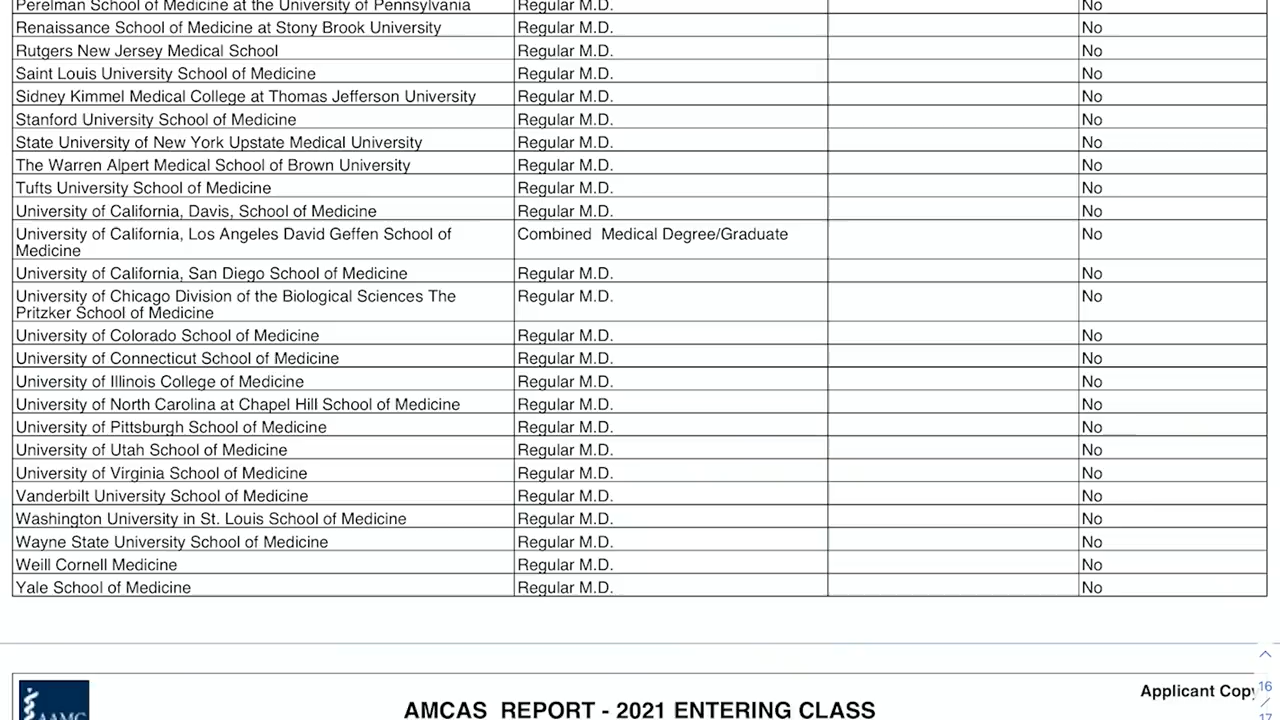 Perelman School of Medicine at the University of Pennsylvania Regular M.D. No
Renaissance School of Medicine at Stony Brook University Regular M.D. No
Rutgers New Jersey Medical School Regular M.D. No
Saint Louis University School of Medicine Regular M.D. No
Sidney Kimmel Medical College at Thomas Jefferson University Regular M.D. No
Stanford University School of Medicine Regular M.D. No
State University of New York Upstate Medical University Regular M.D. No
The Warren Alpert Medical School of Brown University Regular M.D. No
Tufts University School of Medicine Regular M.D. No
University of California, Davis, School of Medicine Regular M.D. No
University of California, Los Angeles David Geffen School of Combined Medical Degree/Graduate No
Medicine
University of California, San Diego School of Medicine Regular M.D. No
University of Chicago Division of the Biological Sciences The Regular M.D. No
Pritzker School of Medicine
University of Colorado School of Medicine Regular M.D. No
University of Connecticut School of Medicine Regular M.D. No
University of Illinois College of Medicine Regular M.D. No
University of North Carolina at Chapel Hill School of Medicine Regular M.D. No
University of Pittsburgh School of Medicine Regular M.D. No
University of Utah School of Medicine Regular M.D. No
University of Virginia School of Medicine Regular M.D. No
Vanderbilt University School of Medicine Regular M.D. No
Washington University in St. Louis School of Medicine Regular M.D. No
Wayne State University School of Medicine Regular M.D. No
Weill Cornell Medicine Regular M.D. No
Yale School of Medicine Regular M.D. No
Applicant Copy
16
/
17
AAMC
AMCAS REPORT - 2021 ENTERING CLASS